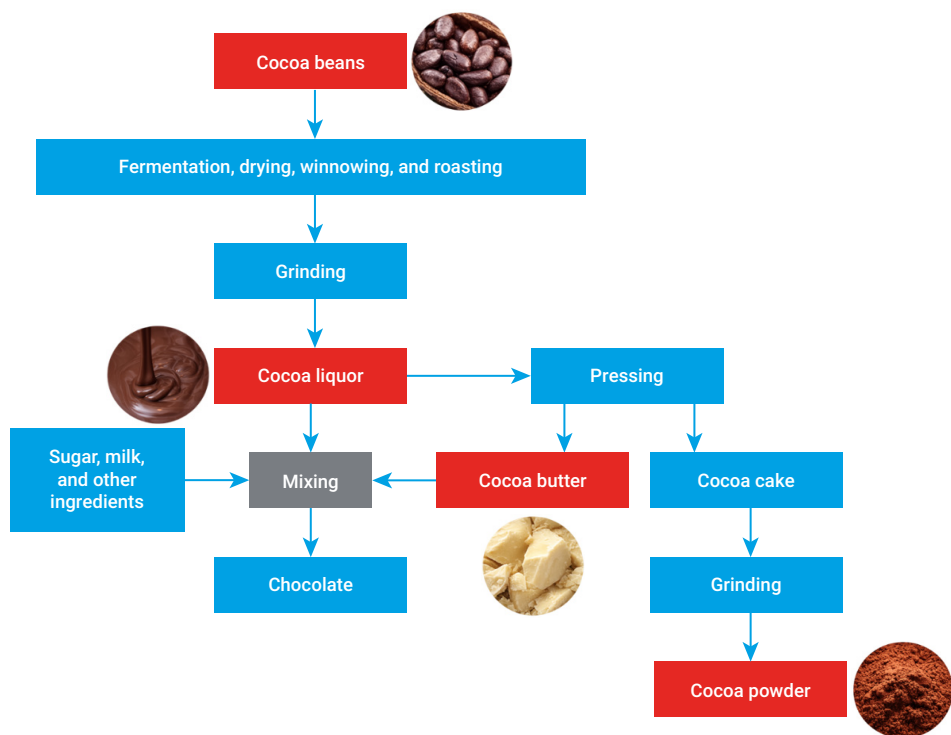 Cocoa beans
Fermentation, drying, winnowing, and roasting
Grinding
Cocoa liquor
Pressing
Sugar, milk,
and other
ingredients
Mixing
Cocoa butter
Cocoa cake
Chocolate
Grinding
Cocoa powder